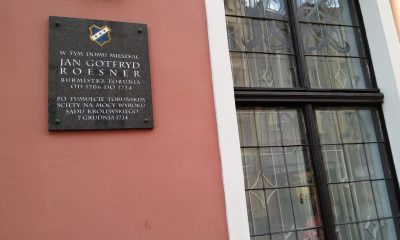 W TYM DOMU MIESZKAŁ
JAN GOTFRYD
ROESNER
BURMISTRZ TORUNIA
OD 1706 DO 1724
PO TUMULCIE TORUŃSKIM
ŚCIĘTY NA MOCY WYROKU
SĄDU KRÓLEWSKIEGO
7 GRUDNIA 1724